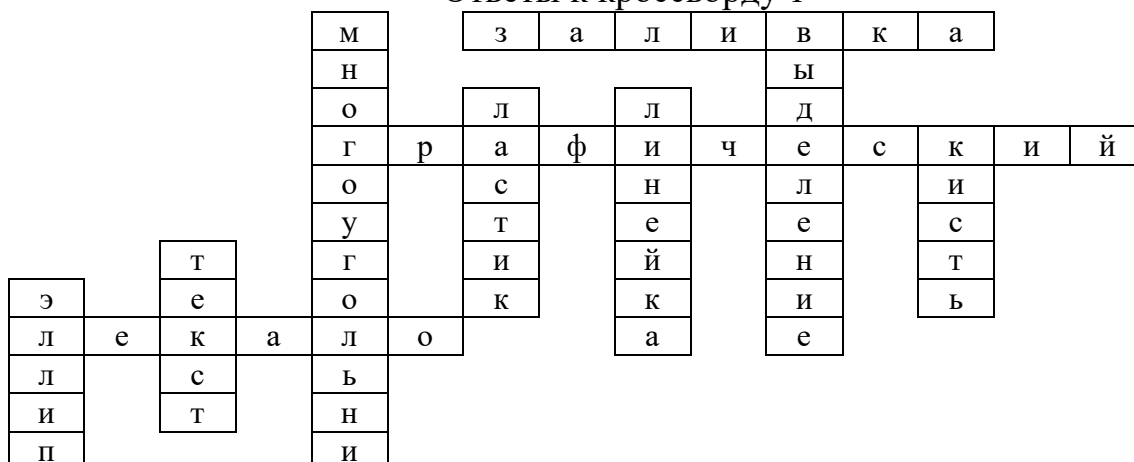 Ответы к кроссворду 1
м з а л и в к а
н ы
о л л д
г р а ф и ч е с к и й
о с н л и
у т е е с
т г и й н т
э е о к к и ь
л е к а л о а е
л с ь
и т н
п и